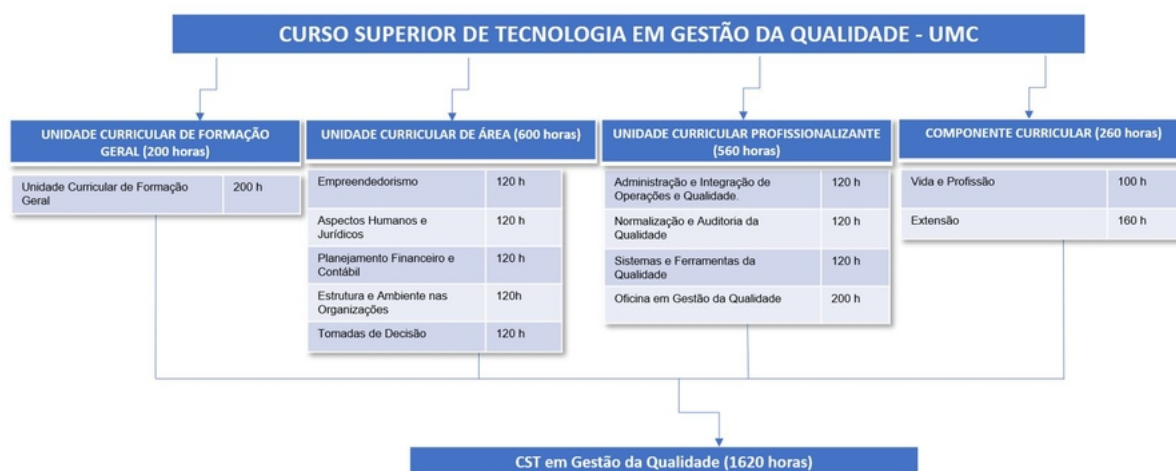 CURSO SUPERIOR DE TECNOLOGIA EM GESTÃO DA QUALIDADE - UMC
UNIDADE CURRICULAR DE FORMAÇÃO
GERAL (200 horas)
Unidade Curricular de Formação
Geral
200 h
UNIDADE CURRICULAR DE ÁREA (600 horas)
Empreendedorismo
120 h
Aspectos Humanos e
Jurídicos
120 h
Planejamento Financeiro e
Contábil
120 h
Estrutura e Ambiente nas
Organizações
120h
Tomadas de Decisão
120 h
UNIDADE CURRICULAR PROFISSIONALIZANTE
(560 horas)
Administração e Integração de
Operações e Qualidade.
120 h
Normalização e Auditoria da
Qualidade
120 h
Sistemas e Ferramentas da
Qualidade
120 h
Oficina em Gestão da Qualidade
200 h
COMPONENTE CURRICULAR (260 horas)
Vida e Profissão
100 h
Extensão
160 h
CST em Gestão da Qualidade (1620 horas)